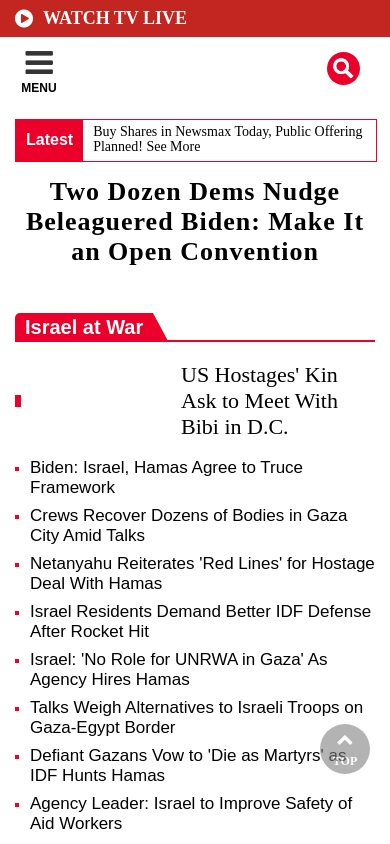 WATCH TV LIVE
MENU
Latest
Buy Shares in Newsmax Today, Public Offering
Planned! See More
Two Dozen Dems Nudge
Beleaguered Biden: Make It
an Open Convention
Israel at War
US Hostages' Kin
Ask to Meet With
Bibi in D.C.
Biden: Israel, Hamas Agree to Truce
Framework
Crews Recover Dozens of Bodies in Gaza
City Amid Talks
Netanyahu Reiterates 'Red Lines' for Hostage
Deal With Hamas
Israel Residents Demand Better IDF Defense
After Rocket Hit
Israel: 'No Role for UNRWA in Gaza' As
Agency Hires Hamas
Talks Weigh Alternatives to Israeli Troops on
Gaza-Egypt Border
Defiant Gazans Vow to 'Die as Martyrs' as
IDF Hunts Hamas
TOP
Agency Leader: Israel to Improve Safety of
Aid Workers